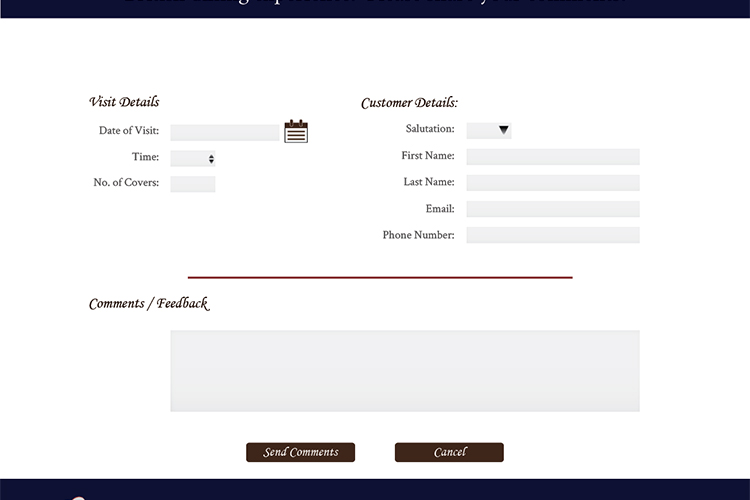 Visit Details
Date of Visit:
Time:
No. of Covers:
Customer Details:
Salutation:
First Name:
Last Name:
Email:
Phone Number:
Comments / Feedback
Send Comments
Cancel